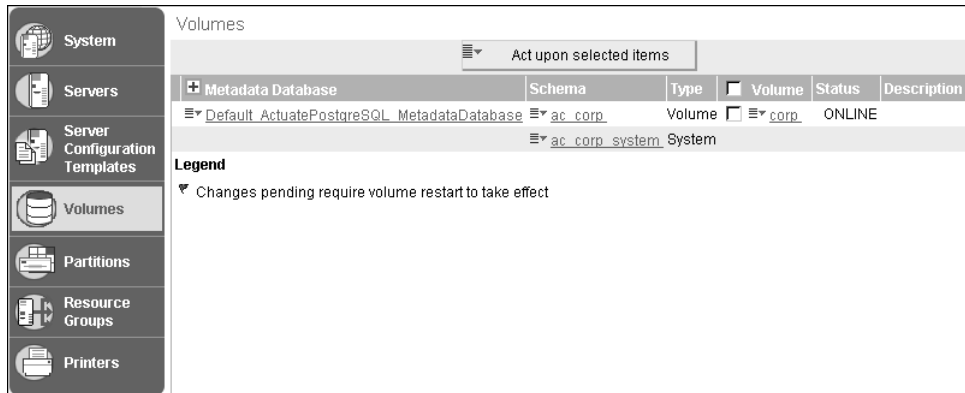 System
Servers
Server
Configuration
Templates
Volumes
Partitions
Resource
Groups
Printers
Volumes
Act upon selected items
Metadata Database Schema Type Volume Status Description
Default_ActuatePostgreSQL_MetadataDatabase ac_corp Volume corp ONLINE
ac_corp_system System
Legend
Changes pending require volume restart to take effect